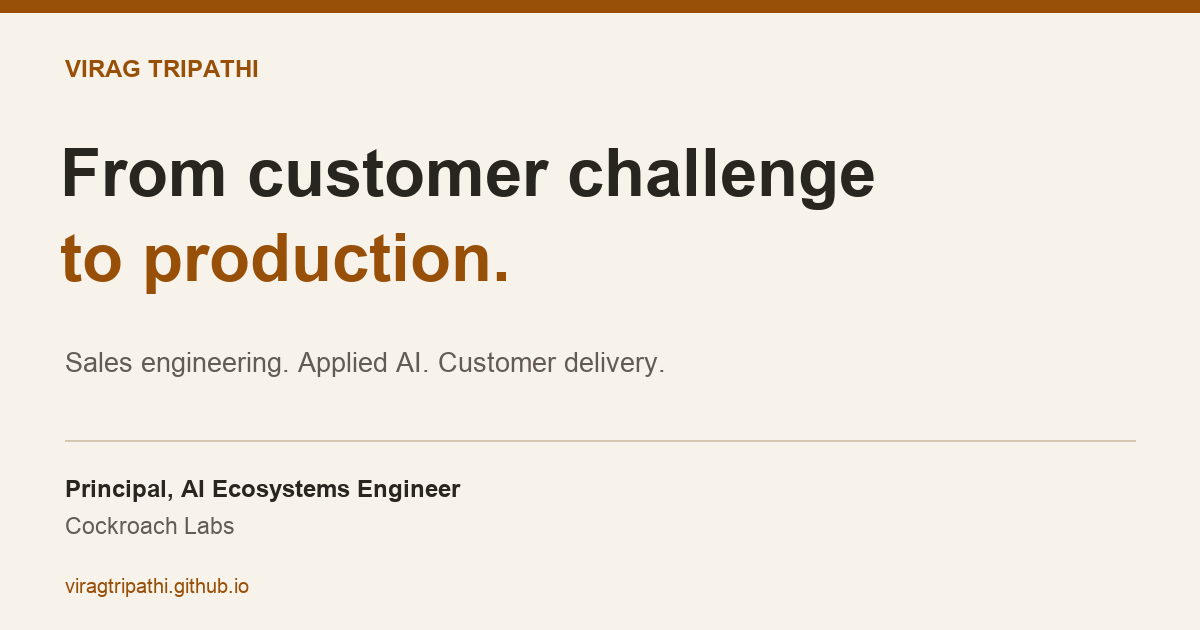 VIRAG TRIPATHI
From customer challenge
to production.
Sales engineering. Applied AI. Customer delivery.
Principal, AI Ecosystems Engineer
Cockroach Labs
viragtripathi.github.io